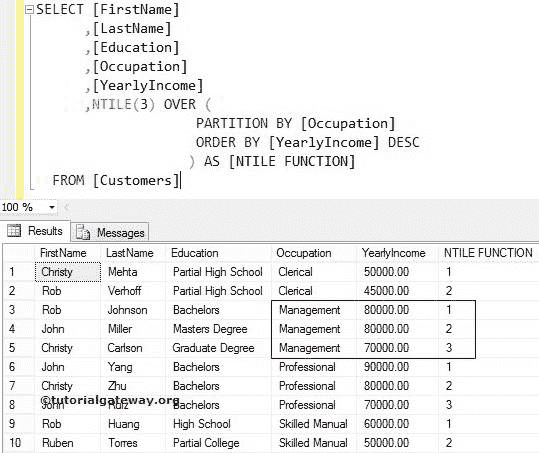 SELECT [FirstName]
,[LastName]
,[Education]
,[Occupation]
,[YearlyIncome]
,NTILE(3) OVER (
PARTITION BY [Occupation]
ORDER BY [YearlyIncome] DESC
) AS [NTILE FUNCTION]
FROM [Customers]
100 %
Results Messages
FirstName LastName Education Occupation YearlyIncome NTILE FUNCTION
1 Christy Mehta Partial High School Clerical 50000.00 1
2 Rob Verhoff Partial High School Clerical 45000.00 2
3 Rob Johnson Bachelors Management 80000.00 1
4 John Miller Masters Degree Management 80000.00 2
5 Christy Carlson Graduate Degree Management 70000.00 3
6 John Yang Bachelors Professional 90000.00 1
7 Christy Zhu Bachelors Professional 80000.00 2
©tutorialgateway.org
8 John Ruiz Bachelors Professional 70000.00 3
9 Rob Huang High School Skilled Manual 60000.00 1
10 Ruben Torres Partial College Skilled Manual 50000.00 2